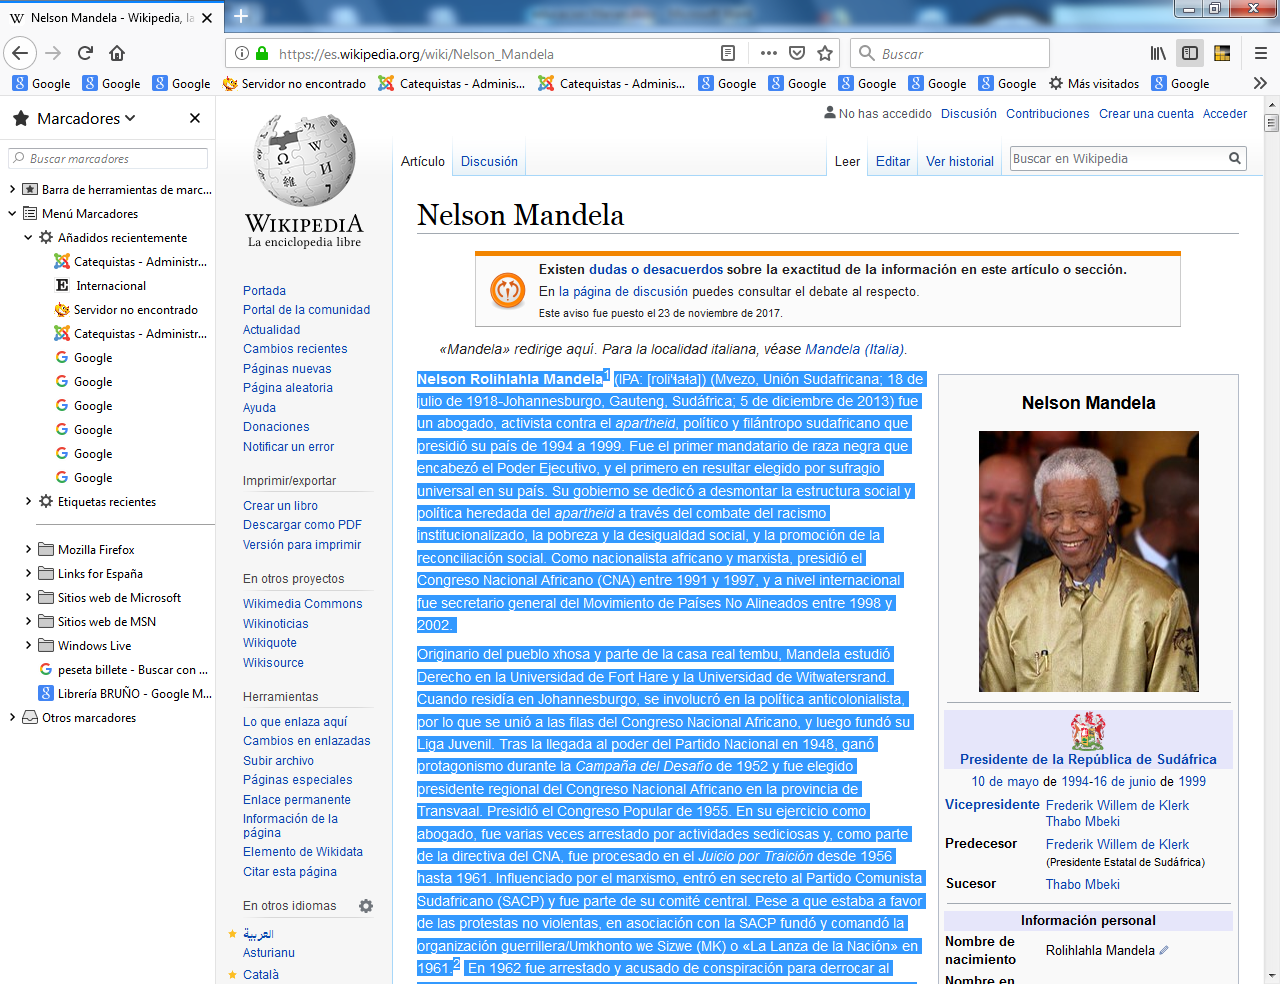 Nelson Mandela - Wikipedia, la
https://es.wikipedia.org/wiki/Nelson_Mandela
Buscar
Google
Google
Google
Servidor no encontrado
Catequistas - Adminis...
Catequistas - Adminis...
Google
Google
Google
Google
Google
Más visitados
Google
Marcadores
Buscar marcadores
Barra de herramientas de marc...
Menú Marcadores
Añadidos recientemente
Catequistas - Administr...
Internacional
Servidor no encontrado
Catequistas - Administr...
Google
Google
Google
Google
Google
Google
Etiquetas recientes
Mozilla Firefox
Links for España
Sitios web de Microsoft
Sitios web de MSN
Windows Live
peseta billete - Buscar con ...
Librería BRUÑO - Google M...
Otros marcadores
WIKIPEDIA
La enciclopedia libre
Portada
Portal de la comunidad
Actualidad
Cambios recientes
Páginas nuevas
Página aleatoria
Ayuda
Donaciones
Notificar un error
Imprimir/exportar
Crear un libro
Descargar como PDF
Versión para imprimir
En otros proyectos
Wikimedia Commons
Wikinoticias
Wikiquote
Wikisource
Herramientas
Lo que enlaza aquí
Cambios en enlazadas
Subir archivo
Páginas especiales
Enlace permanente
Información de la
página
Elemento de Wikidata
Citar esta página
En otros idiomas
العربية
Asturianu
Català
No has accedido Discusión Contribuciones Crear una cuenta Acceder
Artículo Discusión
Leer Editar Ver historial
Buscar en Wikipedia
Nelson Mandela
Existen dudas o desacuerdos sobre la exactitud de la información en este artículo o sección.
En la página de discusión puedes consultar el debate al respecto.
Este aviso fue puesto el 23 de noviembre de 2017.
«Mandela» redirige aquí. Para la localidad italiana, véase Mandela (Italia).
Nelson Rolihlahla Mandela1 (IPA: [roliˈɬaɬa]) (Mvezo, Unión Sudafricana; 18 de
julio de 1918-Johannesburgo, Gauteng, Sudáfrica; 5 de diciembre de 2013) fue
un abogado, activista contra el apartheid, político y filántropo sudafricano que
presidió su país de 1994 a 1999. Fue el primer mandatario de raza negra que
encabezó el Poder Ejecutivo, y el primero en resultar elegido por sufragio
universal en su país. Su gobierno se dedicó a desmontar la estructura social y
política heredada del apartheid a través del combate del racismo
institucionalizado, la pobreza y la desigualdad social, y la promoción de la
reconciliación social. Como nacionalista africano y marxista, presidió el
Congreso Nacional Africano (CNA) entre 1991 y 1997, y a nivel internacional
fue secretario general del Movimiento de Países No Alineados entre 1998 y
2002.
Originario del pueblo xhosa y parte de la casa real tembu, Mandela estudió
Derecho en la Universidad de Fort Hare y la Universidad de Witwatersrand.
Cuando residía en Johannesburgo, se involucró en la política anticolonialista,
por lo que se unió a las filas del Congreso Nacional Africano, y luego fundó su
Liga Juvenil. Tras la llegada al poder del Partido Nacional en 1948, ganó
protagonismo durante la Campaña del Desafío de 1952 y fue elegido
presidente regional del Congreso Nacional Africano en la provincia de
Transvaal. Presidió el Congreso Popular de 1955. En su ejercicio como
abogado, fue varias veces arrestado por actividades sediciosas y, como parte
de la directiva del CNA, fue procesado en el Juicio por Traición desde 1956
hasta 1961. Influenciado por el marxismo, entró en secreto al Partido Comunista
Sudafricano (SACP) y fue parte de su comité central. Pese a que estaba a favor
de las protestas no violentas, en asociación con la SACP fundó y comandó la
organización guerrillera/Umkhonto we Sizwe (MK) o «La Lanza de la Nación» en
1961.2 En 1962 fue arrestado y acusado de conspiración para derrocar al
Nelson Mandela
Presidente de la República de Sudáfrica
10 de mayo de 1994-16 de junio de 1999
Vicepresidente Frederik Willem de Klerk
Thabo Mbeki
Predecesor Frederik Willem de Klerk
(Presidente Estatal de Sudáfrica)
Sucesor Thabo Mbeki
Información personal
Nombre de
nacimiento Rolihlahla Mandela
Nombre en